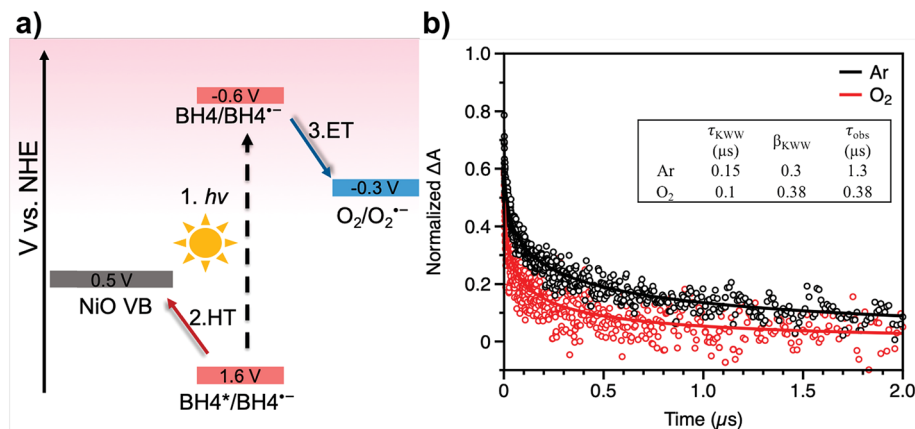 a)
V vs. NHE
-0.6 V
BH4/BH4•−
3.ET
-0.3 V
O₂/O₂•−
1. hν
0.5 V
NiO VB
2.HT
1.6 V
BH4*/BH4•−
b)
Normalized ΔA
1.0
0.8
0.6
0.4
0.2
0
Ar
O₂
τKWW (µs) βKWW τobs (µs)
Ar 0.15 0.3 1.3
O₂ 0.1 0.38 0.38
0 0.5 1.0 1.5 2.0
Time (µs)